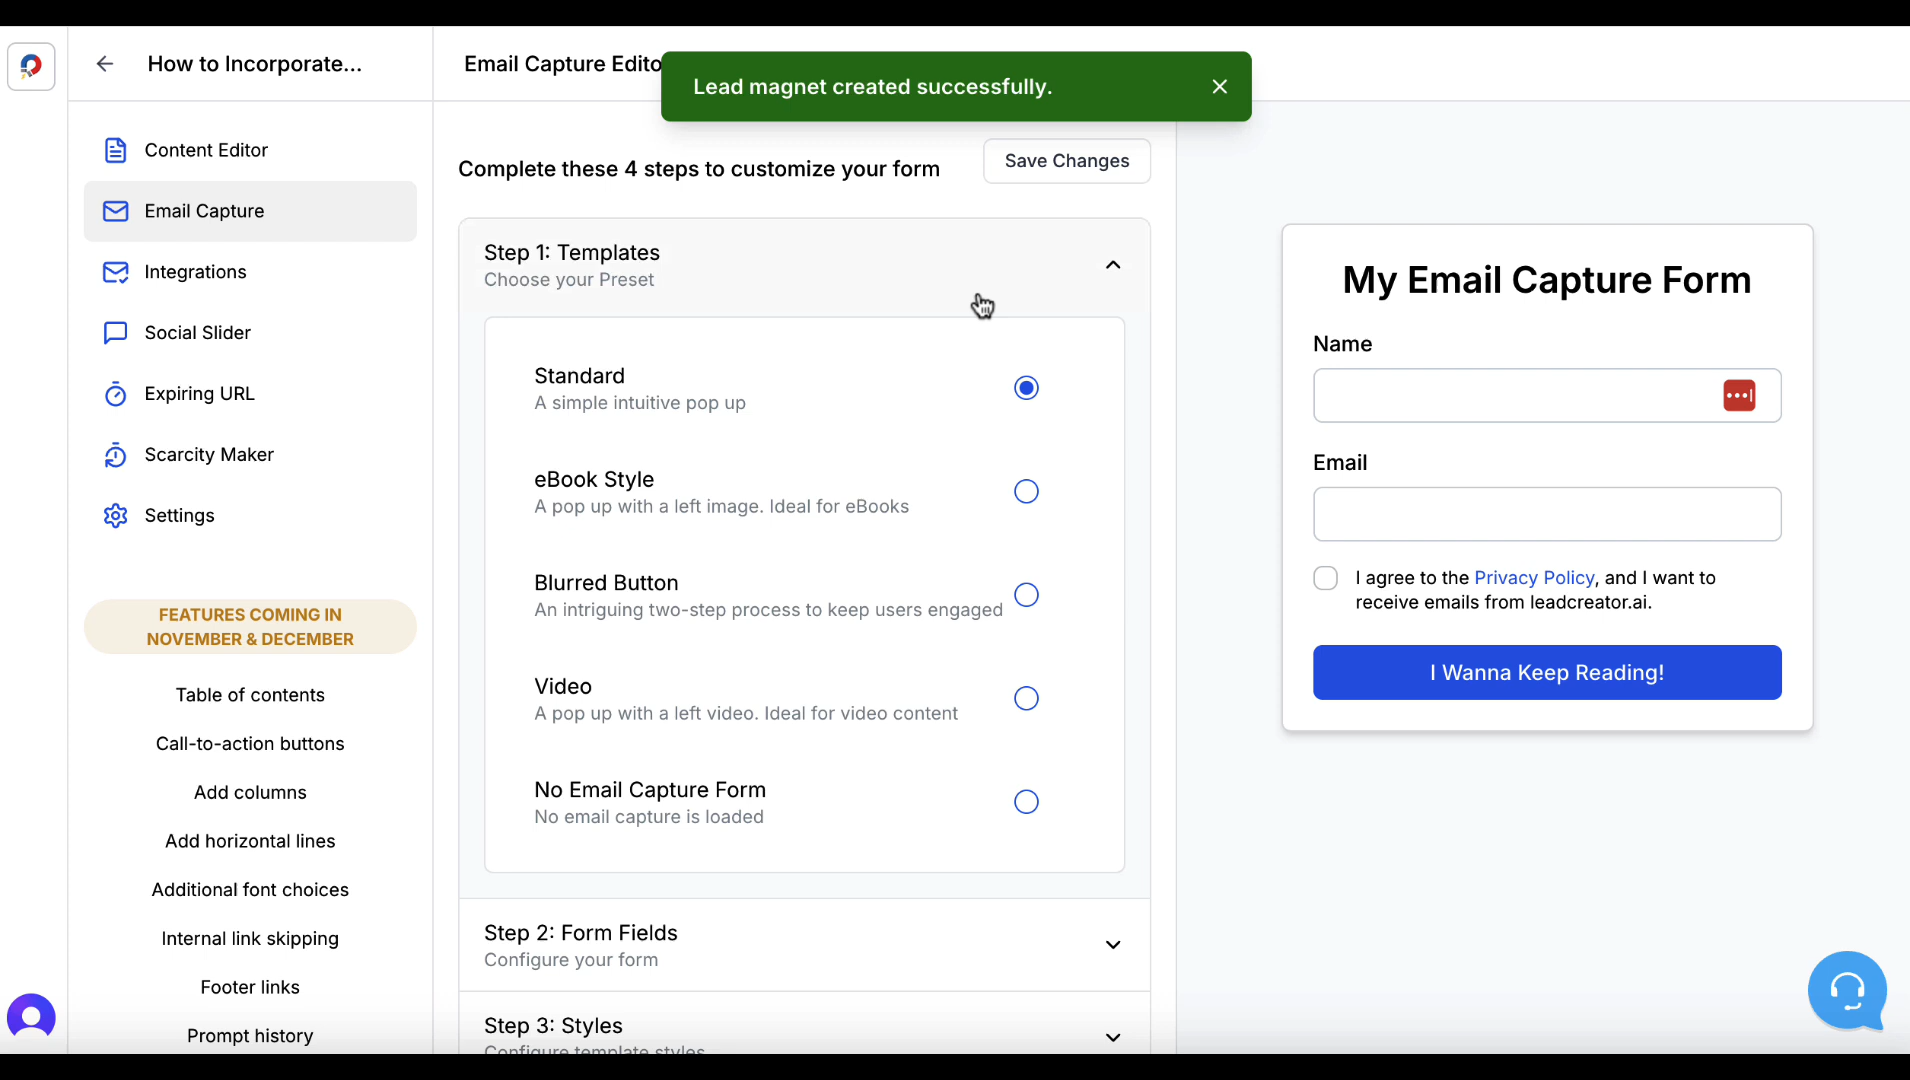 How to Incorporate...
Email Capture Edito
Lead magnet created successfully.
Content Editor
Email Capture
Integrations
Social Slider
Expiring URL
Scarcity Maker
Settings
FEATURES COMING IN
NOVEMBER & DECEMBER
Table of contents
Call-to-action buttons
Add columns
Add horizontal lines
Additional font choices
Internal link skipping
Footer links
Prompt history
Complete these 4 steps to customize your form
Save Changes
Step 1: Templates
Choose your Preset
Standard
A simple intuitive pop up
eBook Style
A pop up with a left image. Ideal for eBooks
Blurred Button
An intriguing two-step process to keep users engaged
Video
A pop up with a left video. Ideal for video content
No Email Capture Form
No email capture is loaded
Step 2: Form Fields
Configure your form
Step 3: Styles
Configure template styles
My Email Capture Form
Name
Email
I agree to the Privacy Policy, and I want to
receive emails from leadcreator.ai.
I Wanna Keep Reading!